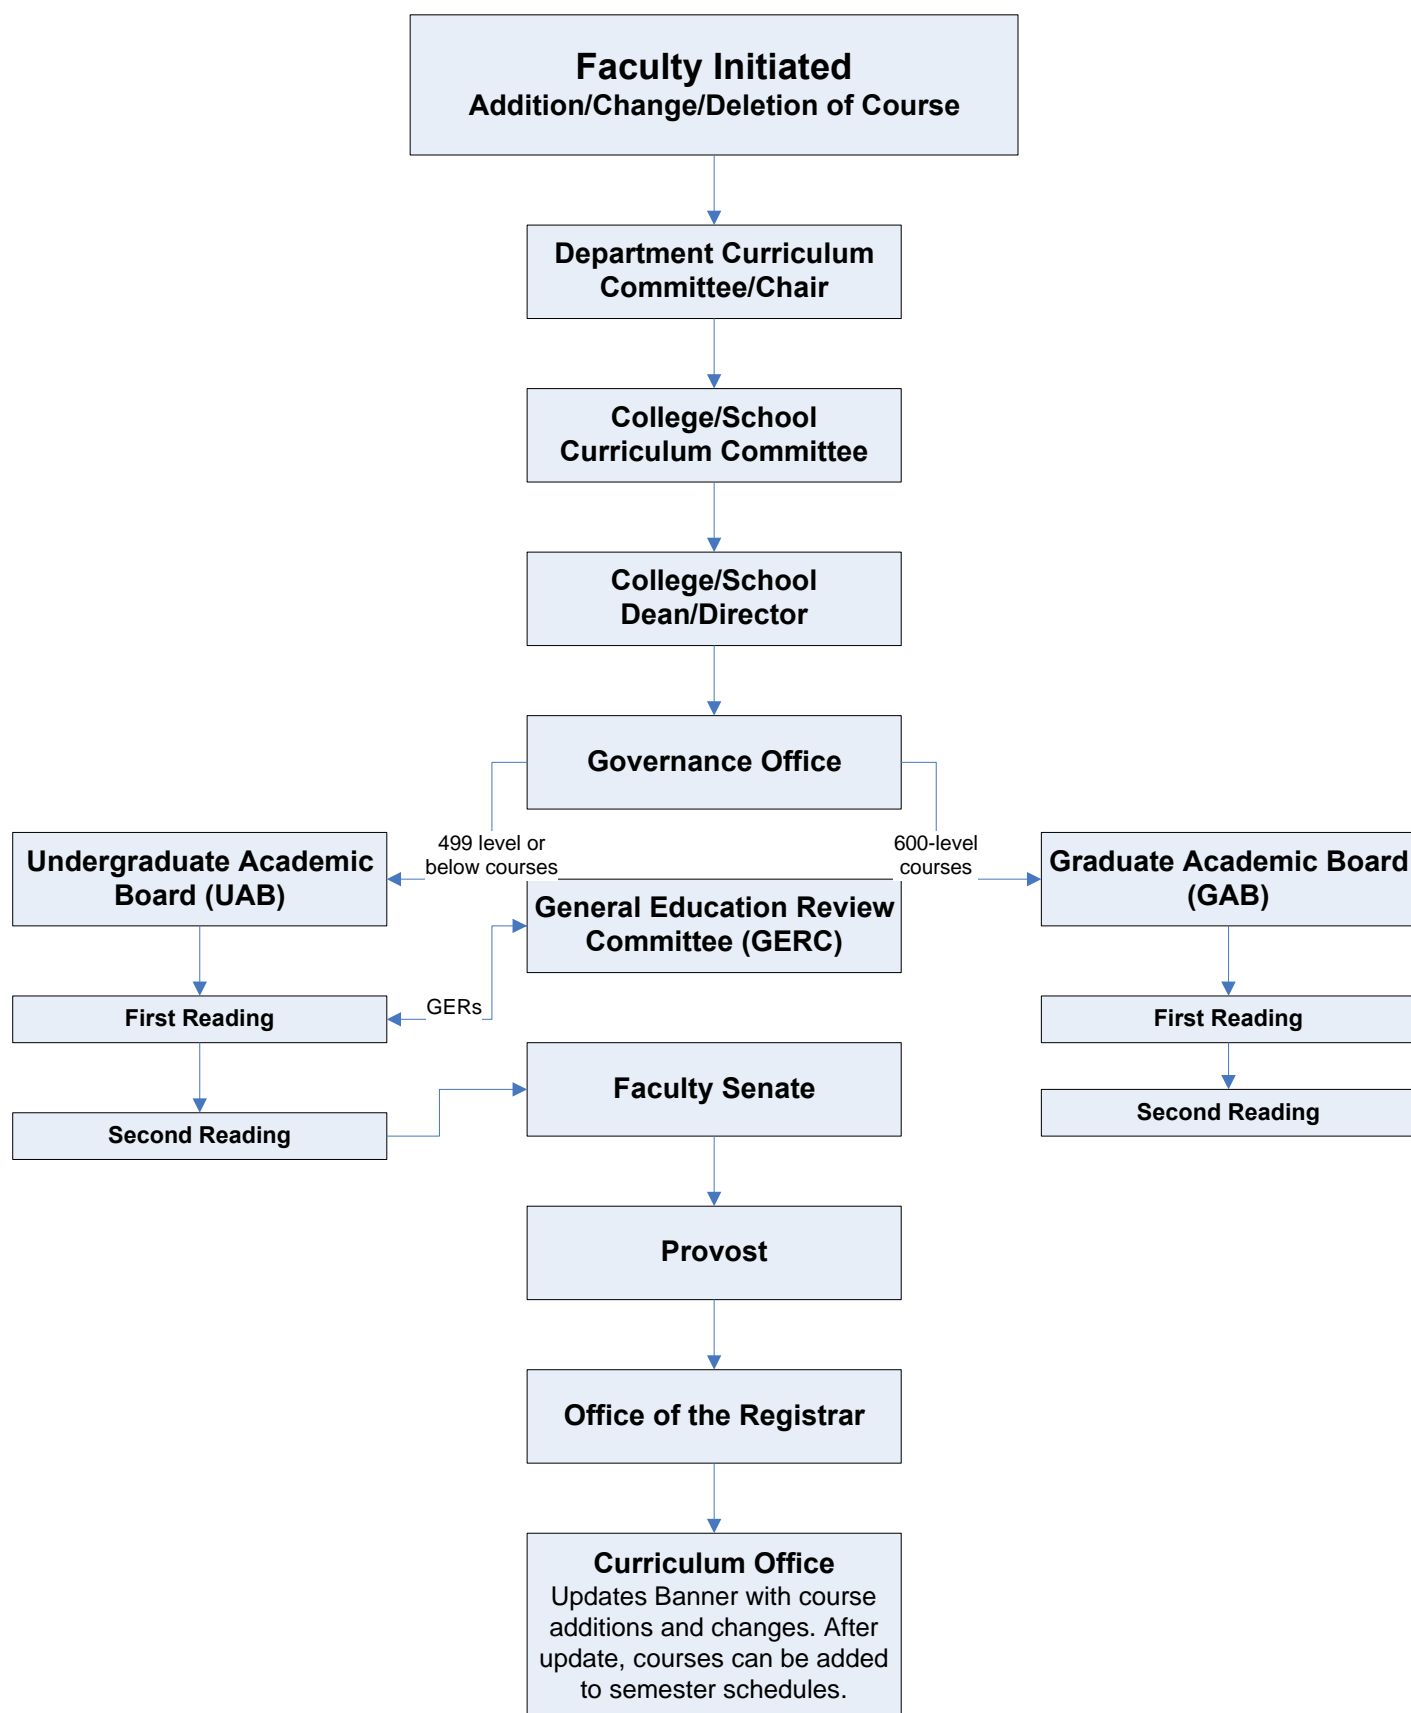 Faculty Initiated
Addition/Change/Deletion of Course
Department Curriculum
Committee/Chair
College/School
Curriculum Committee
College/School
Dean/Director
Governance Office
499 level or
below courses
600-level
courses
Undergraduate Academic
Board (UAB)
General Education Review
Committee (GERC)
Graduate Academic Board
(GAB)
First Reading
GERs
First Reading
Second Reading
Faculty Senate
Second Reading
Provost
Office of the Registrar
Curriculum Office
Updates Banner with course
additions and changes. After
update, courses can be added
to semester schedules.